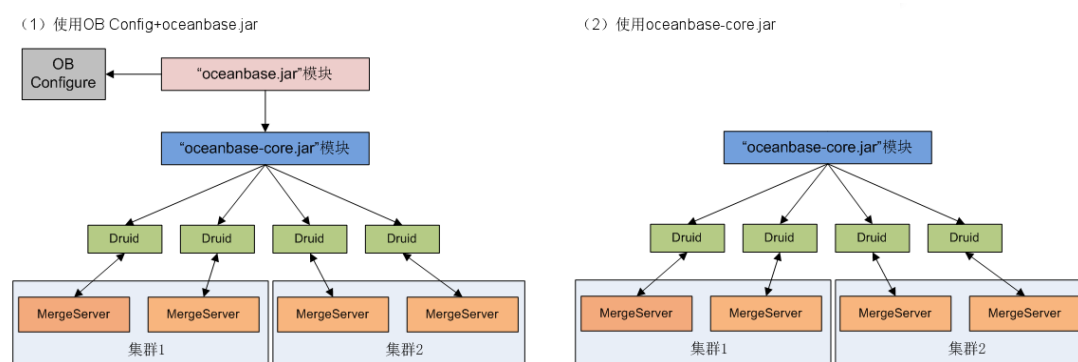 （1）使用OB Config+oceanbase.jar
OB
Configure
“oceanbase.jar”模块
“oceanbase-core.jar”模块
Druid
Druid
Druid
Druid
MergeServer
MergeServer
MergeServer
MergeServer
集群1
集群2
（2）使用oceanbase-core.jar
“oceanbase-core.jar”模块
Druid
Druid
Druid
Druid
MergeServer
MergeServer
MergeServer
MergeServer
集群1
集群2